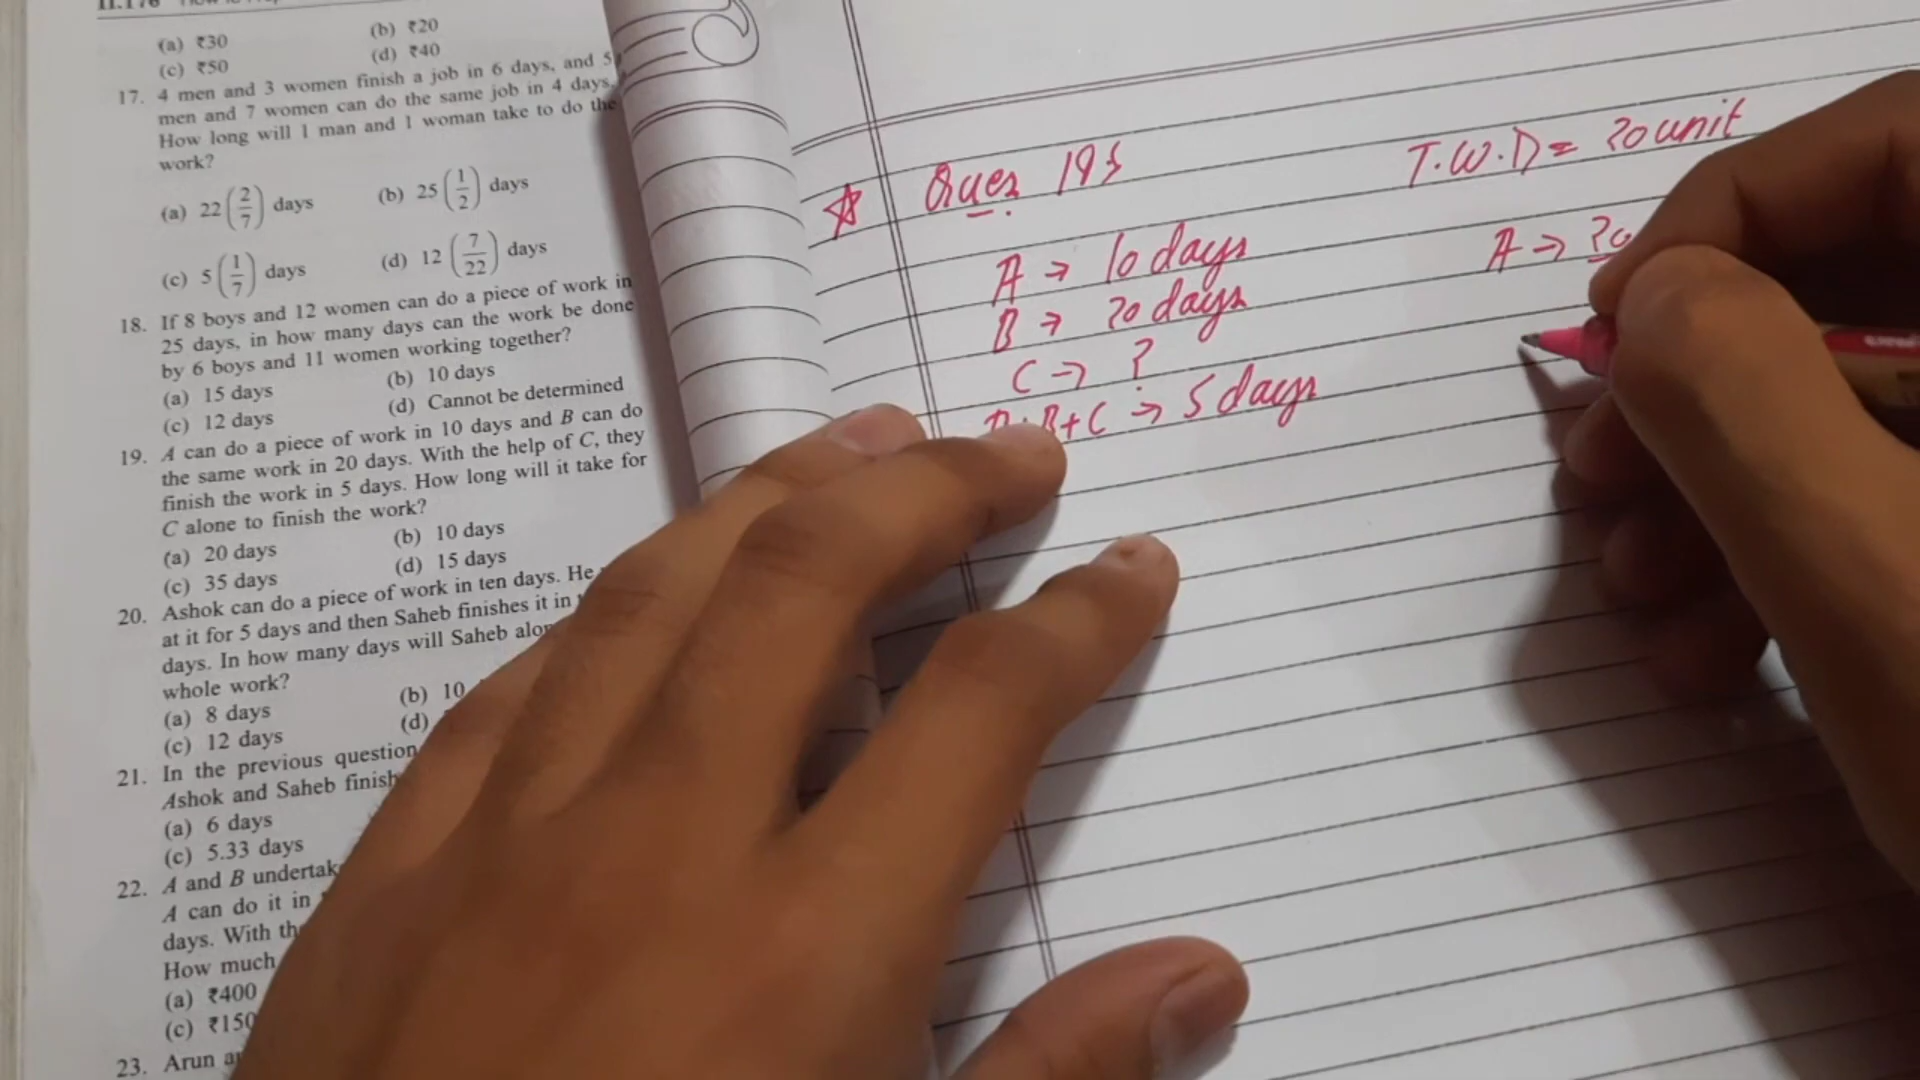 (a) ₹30
(b) ₹20
(c) ₹50
(d) ₹40
17. 4 men and 3 women finish a job in 6 days, and 5
men and 7 women can do the same job in 4 days.
How long will 1 man and 1 woman take to do the
work?
(a) 22 (2/7) days
(b) 25 (1/2) days
(c) 5 (1/7) days
(d) 12 (7/22) days
18. If 8 boys and 12 women can do a piece of work in
25 days, in how many days can the work be done
by 6 boys and 11 women working together?
(a) 15 days
(b) 10 days
(c) 12 days
(d) Cannot be determined
19. A can do a piece of work in 10 days and B can do
the same work in 20 days. With the help of C, they
finish the work in 5 days. How long will it take for
C alone to finish the work?
(a) 20 days
(b) 10 days
(c) 35 days
(d) 15 days
20. Ashok can do a piece of work in ten days. He
at it for 5 days and then Saheb finishes it in
days. In how many days will Saheb
whole work?
(a) 8 days
(b) 10
(c) 12 days
(d)
21. In the previous question
Ashok and Saheb
(a) 6 days
(c) 5.33 days
22. A and B
A can do it in
days. With
How much
(a) ₹400
(c) ₹150
23. Arun
Ques 19:
A → 10 days
B → 20 days
C → ?
B+C → 5 days
T.W.D = 20 unit
A → 20